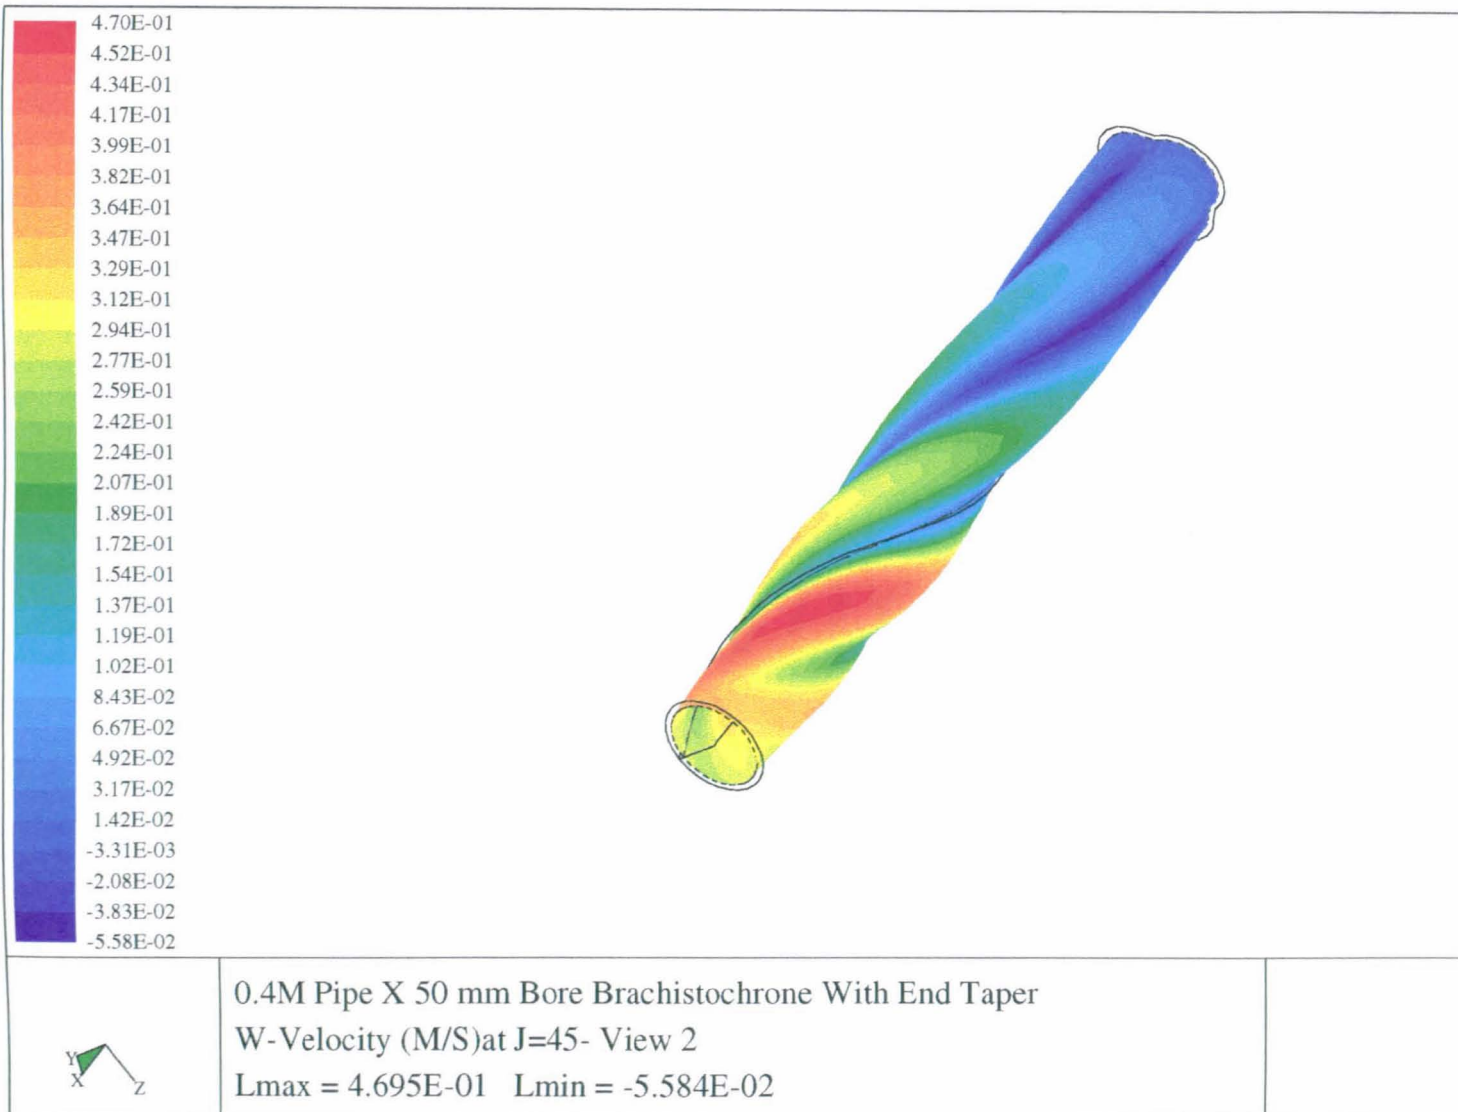 4.70E-01
4.52E-01
4.34E-01
4.17E-01
3.99E-01
3.82E-01
3.64E-01
3.47E-01
3.29E-01
3.12E-01
2.94E-01
2.77E-01
2.59E-01
2.42E-01
2.24E-01
2.07E-01
1.89E-01
1.72E-01
1.54E-01
1.37E-01
1.19E-01
1.02E-01
8.43E-02
6.67E-02
4.92E-02
3.17E-02
1.42E-02
-3.31E-03
-2.08E-02
-3.83E-02
-5.58E-02
Y
X
Z
0.4M Pipe X 50 mm Bore Brachistochrone With End Taper
W-Velocity (M/S)at J=45- View 2
Lmax = 4.695E-01 Lmin = -5.584E-02